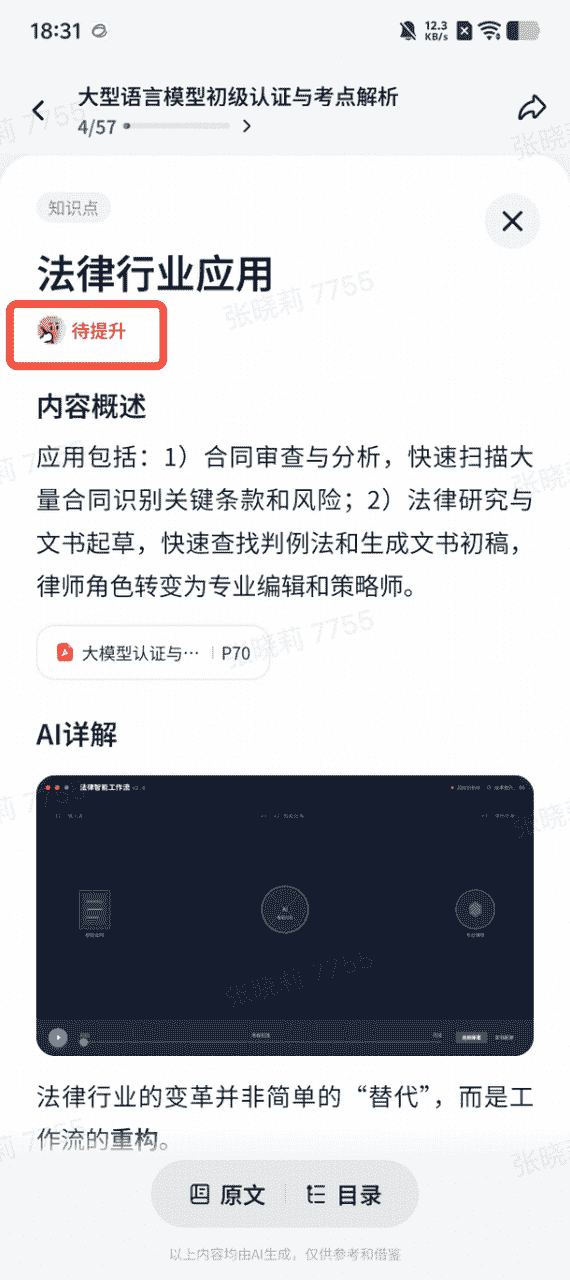 18:31
12.3
KB/s
大型语言模型初级认证与考点解析
4/57
知识点
法律行业应用
待提升
内容概述
应用包括：1）合同审查与分析，快速扫描大
量合同识别关键条款和风险；2）法律研究与
文书起草，快速查找判例法和生成文书初稿，
律师角色转变为专业编辑和策略师。
大模型认证与… P70
AI详解
法律智能工作流
法律行业的变革并非简单的“替代”，而是工
作流的重构。
原文 目录
以上内容均由AI生成，仅供参考和借鉴
张晓莉 7755